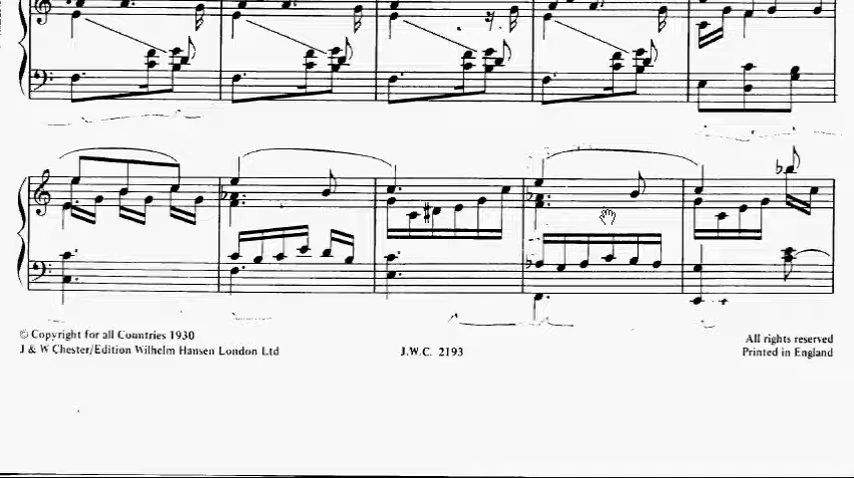 © Copyright for all Countries 1930
J & W Chester/Edition Wilhelm Hansen London Ltd
J.W.C. 2193
All rights reserved
Printed in England